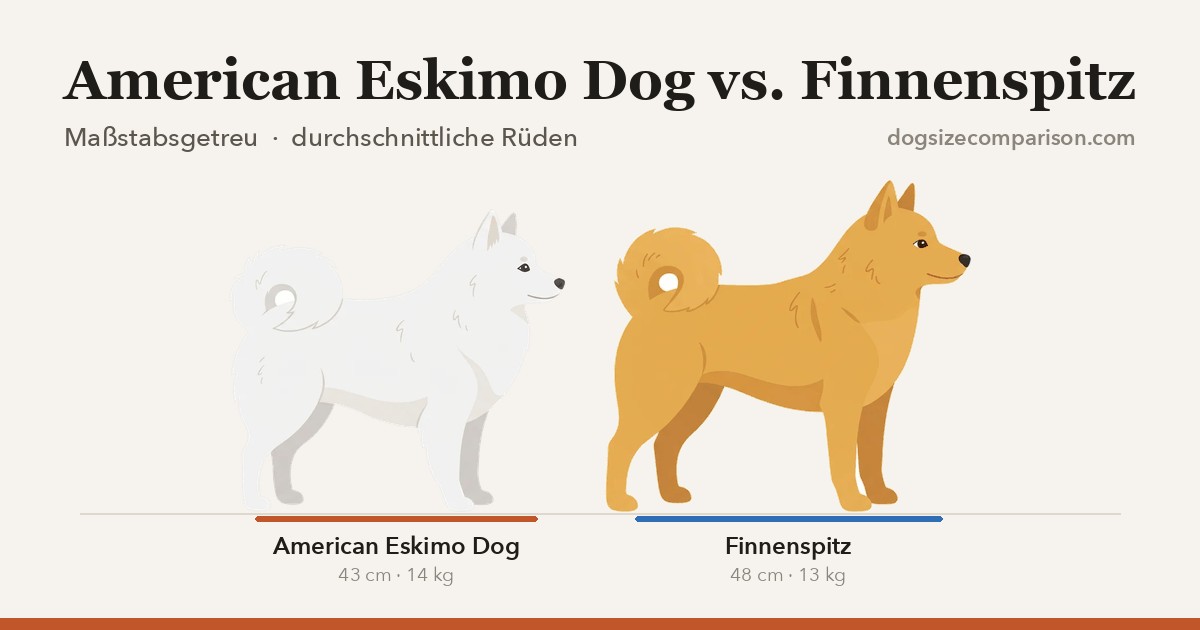 American Eskimo Dog vs. Finnenspitz
Maßstabsgetreu · durchschnittliche Rüden
dogsizecomparison.com
American Eskimo Dog
43 cm · 14 kg
Finnenspitz
48 cm · 13 kg